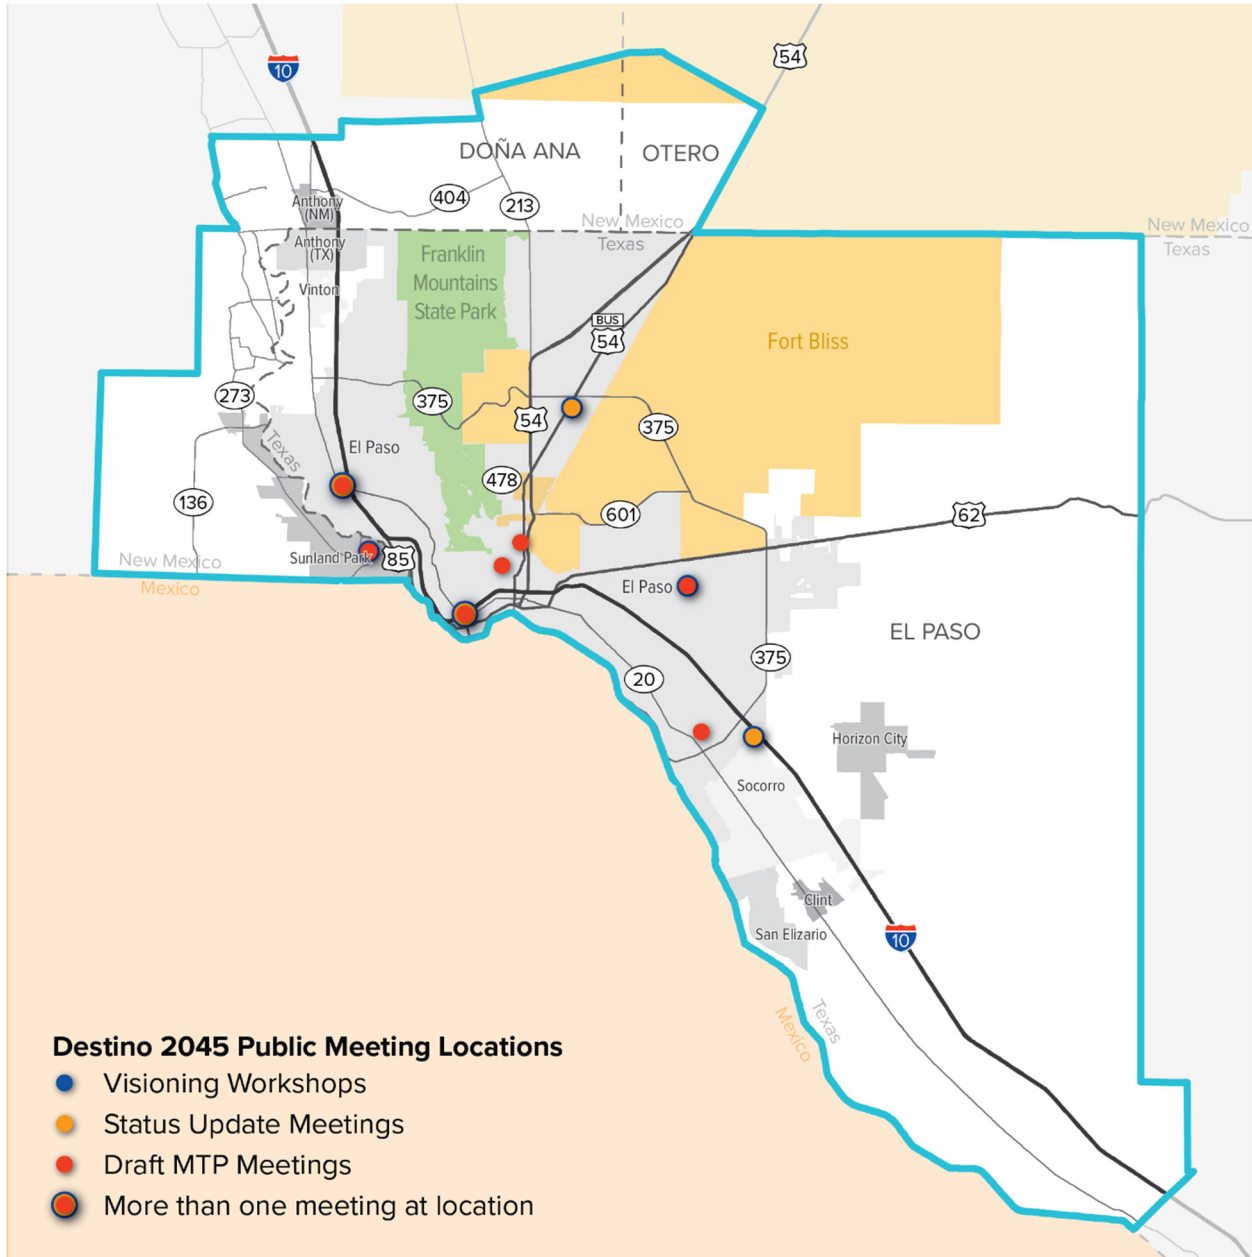 10
54
DOÑA ANA
OTERO
404
213
Anthony
(NM)
New Mexico
Texas
New Mexico
Texas
Anthony
(TX)
Vinton
Franklin
Mountains
State Park
BUS
54
Fort Bliss
273
375
54
375
Texas
El Paso
478
136
601
62
New Mexico
Mexico
Sunland Park
85
El Paso
EL PASO
375
20
Horizon City
Socorro
Clint
San Elizario
10
Texas
Mexico
Destino 2045 Public Meeting Locations
Visioning Workshops
Status Update Meetings
Draft MTP Meetings
More than one meeting at location